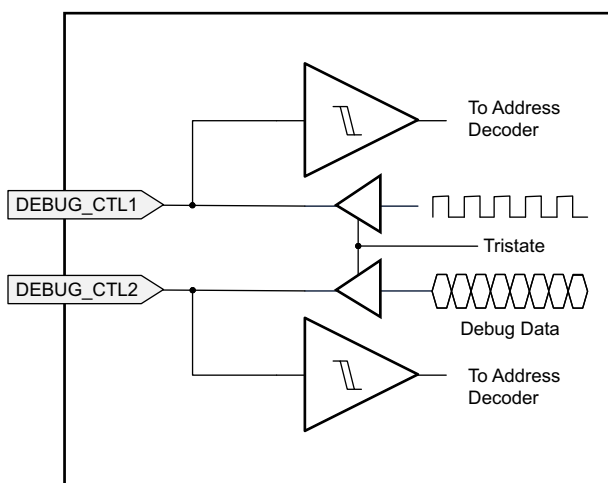 To Address
Decoder
DEBUG_CTL1
Tristate
DEBUG_CTL2
Debug Data
To Address
Decoder